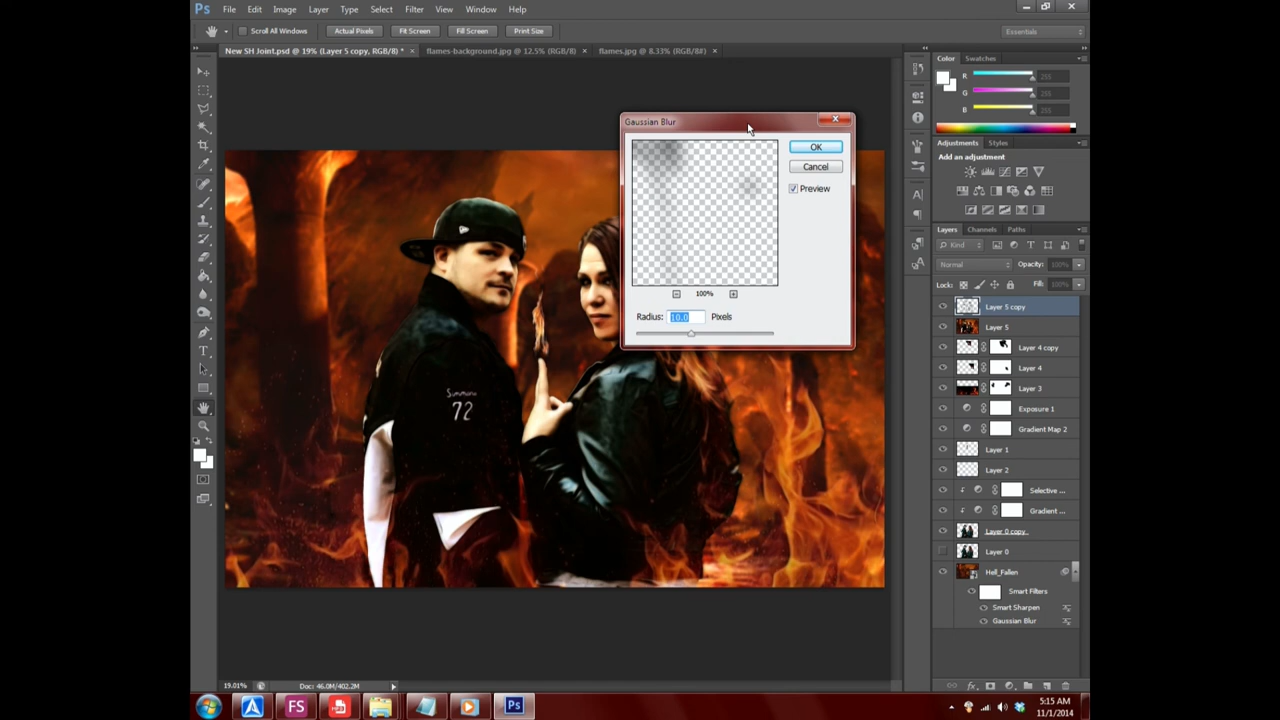 Ps File Edit Image Layer Type Select Filter View Window Help
Scroll All Windows Actual Pixels Fit Screen Fill Screen Print Size Essentials
New SH Joint.psd @ 19% (Layer 5 copy, RGB/8) * × flames-background.jpg @ 12.5% (RGB/8) × flames.jpg @ 8.33% (RGB/8#) ×
Color Swatches
R 255
G 255
B 255
Gaussian Blur
OK
Cancel
Preview
100%
Radius: 10.0 Pixels
Simmons
72
Adjustments Styles
Add an adjustment
Layers Channels Paths
Kind
Normal Opacity: 100%
Lock: Fill: 100%
Layer 5 copy
Layer 5
Layer 4 copy
Layer 4
Layer 3
Exposure 1
Gradient Map 2
Layer 1
Layer 2
Selective ...
Gradient ...
Layer 0 copy
Layer 0
Hell_Fallen
Smart Filters
Smart Sharpen
Gaussian Blur
19.01% Doc: 46.0M/402.2M
FS Ps
5:15 AM
11/1/2014